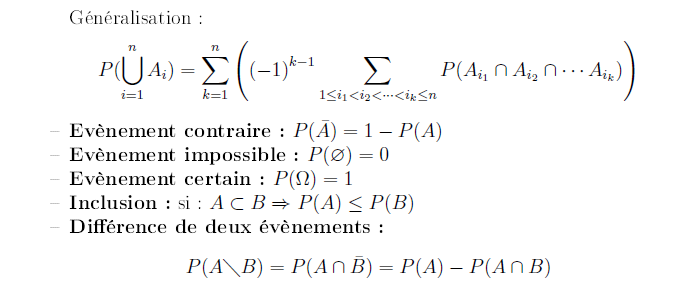 Généralisation :
P(⋃_{i=1}^{n} A_i) = ∑_{k=1}^{n} ((−1)^{k−1} ∑_{1≤i_1<i_2<⋯<i_k≤n} P(A_{i_1} ∩ A_{i_2} ∩ ⋯ A_{i_k}))
– Evènement contraire : P(Ā) = 1 − P(A)
– Evènement impossible : P(∅) = 0
– Evènement certain : P(Ω) = 1
– Inclusion : si : A ⊂ B ⇒ P(A) ≤ P(B)
– Différence de deux évènements :
P(A∖B) = P(A ∩ B̄) = P(A) − P(A ∩ B)